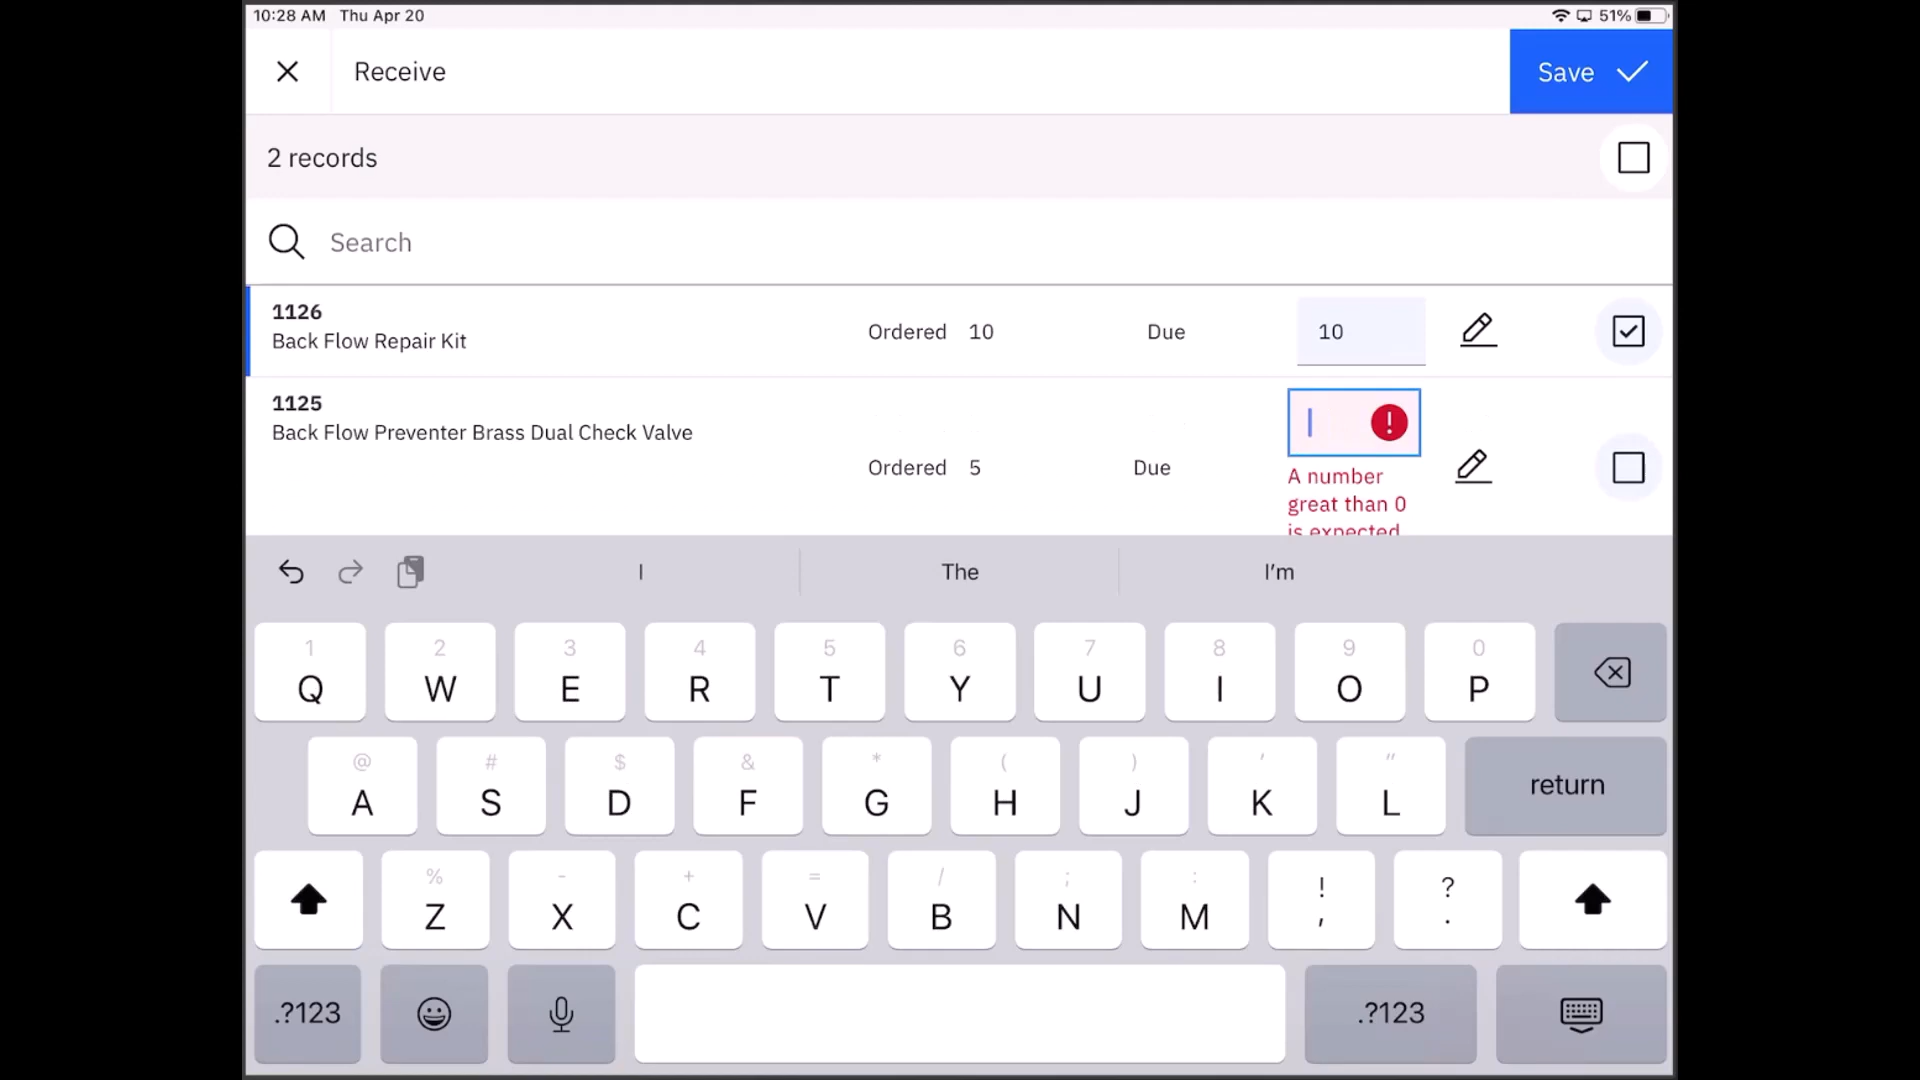 10:28 AM Thu Apr 20 51%
Receive Save
2 records
Search
1126
Back Flow Repair Kit
Ordered 10 Due 10
1125
Back Flow Preventer Brass Dual Check Valve
Ordered 5 Due
!
A number
great than 0
is expected
I The I'm
1 2 3 4 5 6 7 8 9 0
Q W E R T Y U I O P
@ # $ & * ( ) ' "
A S D F G H J K L return
% - + = / ; : ! ?
Z X C V B N M , .
.?123 .?123